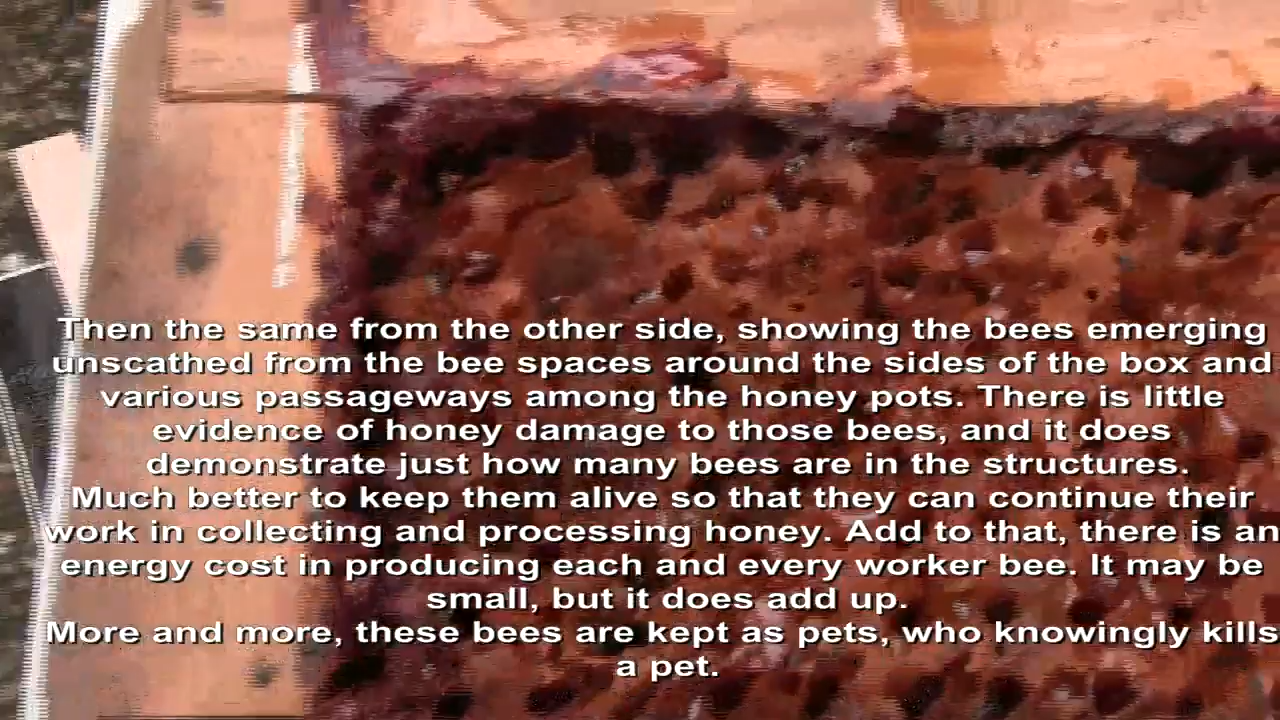 Then the same from the other side, showing the bees emerging
unscathed from the bee spaces around the sides of the box and
various passageways among the honey pots. There is little
evidence of honey damage to those bees, and it does
demonstrate just how many bees are in the structures.
Much better to keep them alive so that they can continue their
work in collecting and processing honey. Add to that, there is an
energy cost in producing each and every worker bee. It may be
small, but it does add up.
More and more, these bees are kept as pets, who knowingly kills
a pet.